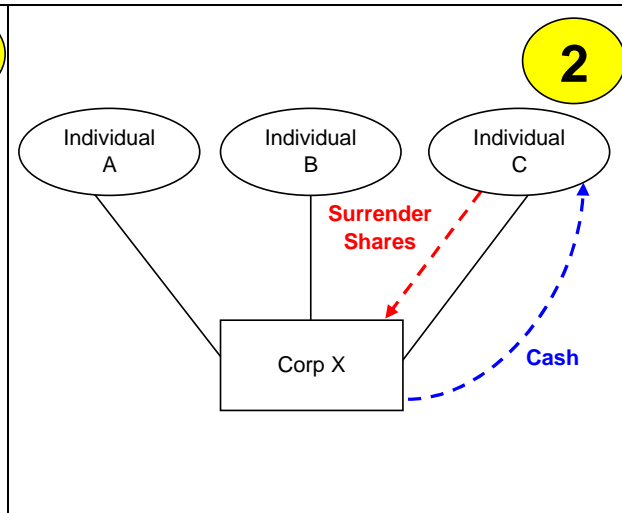 2
Individual
A
Individual
B
Individual
C
Surrender
Shares
Corp X
Cash